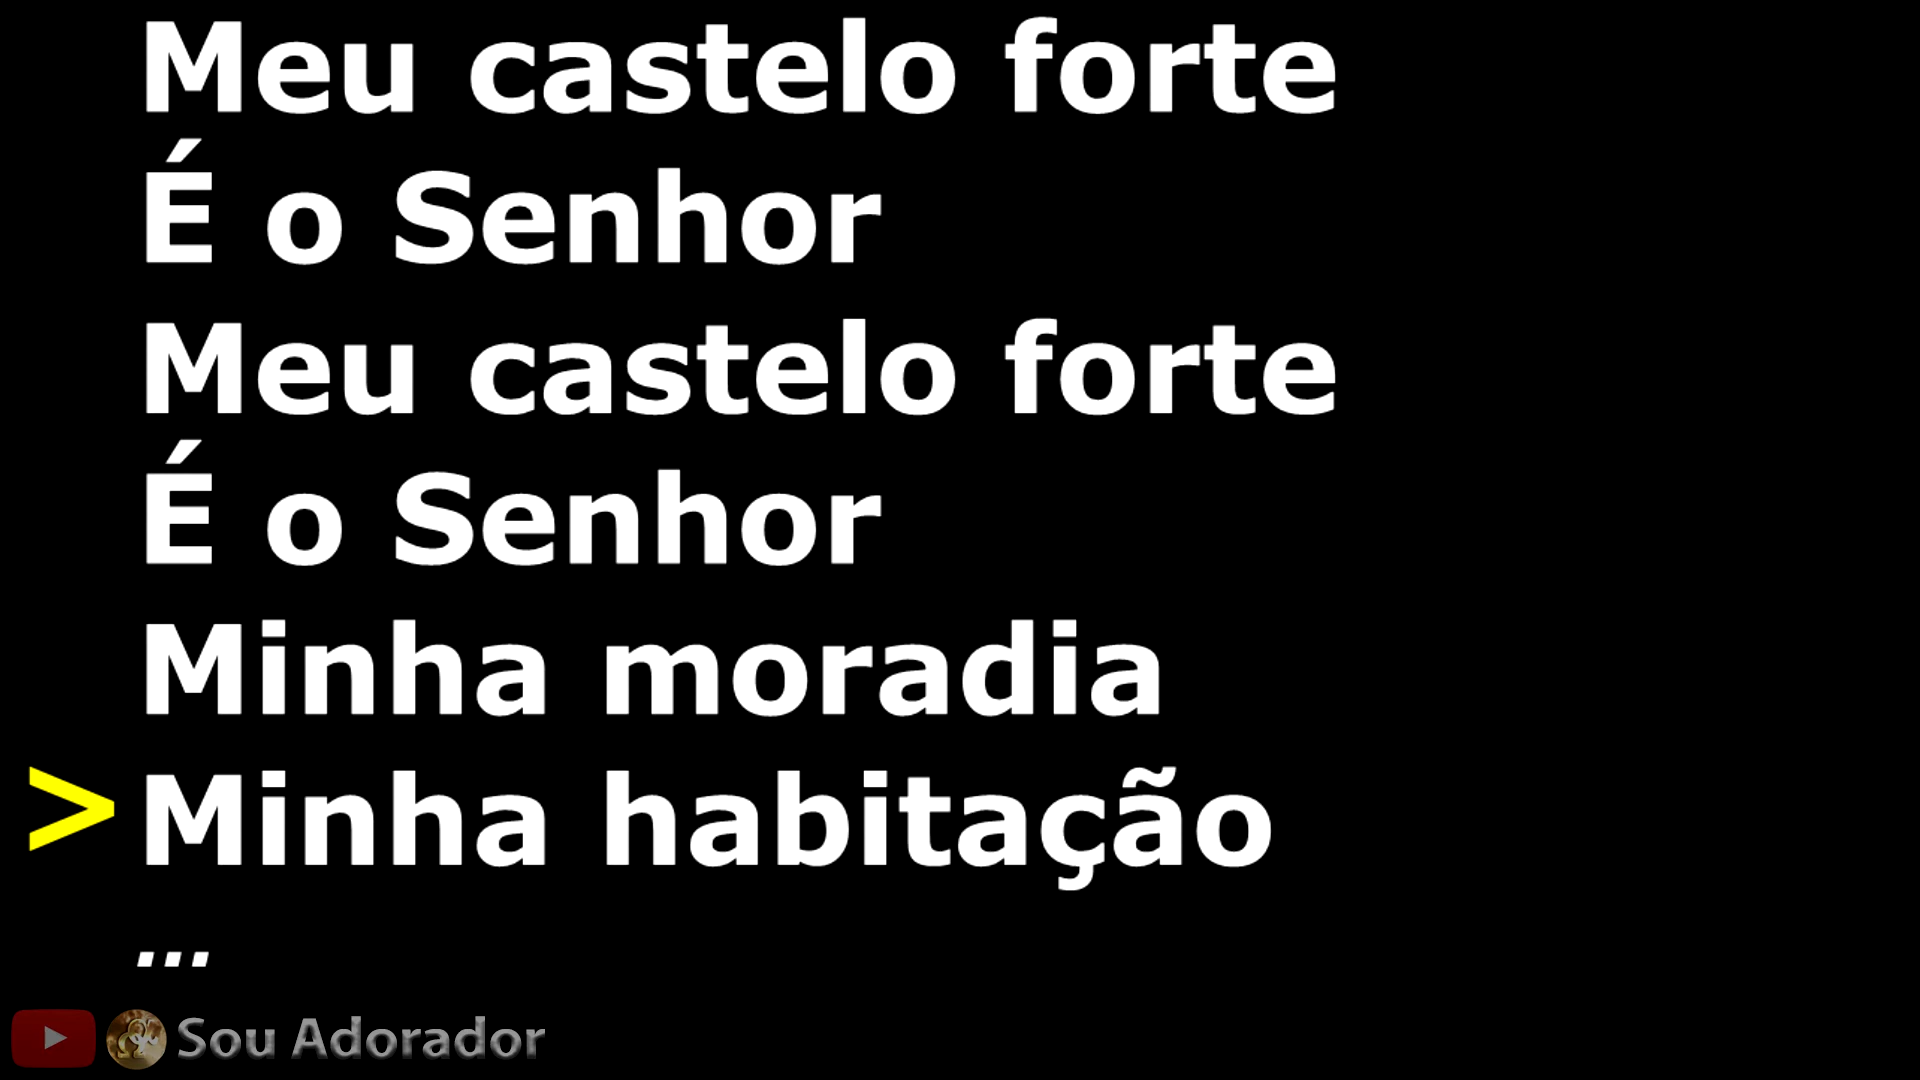 Meu castelo forte
É o Senhor
Meu castelo forte
É o Senhor
Minha moradia
> Minha habitação
...
Sou Adorador